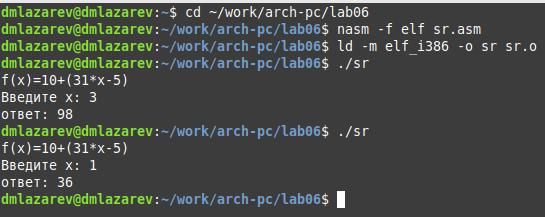 dmlazarev@dmlazarev:~$ cd ~/work/arch-pc/lab06
dmlazarev@dmlazarev:~/work/arch-pc/lab06$ nasm -f elf sr.asm
dmlazarev@dmlazarev:~/work/arch-pc/lab06$ ld -m elf_i386 -o sr sr.o
dmlazarev@dmlazarev:~/work/arch-pc/lab06$ ./sr
f(x)=10+(31*x-5)
Введите x: 3
ответ: 98
dmlazarev@dmlazarev:~/work/arch-pc/lab06$ ./sr
f(x)=10+(31*x-5)
Введите x: 1
ответ: 36
dmlazarev@dmlazarev:~/work/arch-pc/lab06$